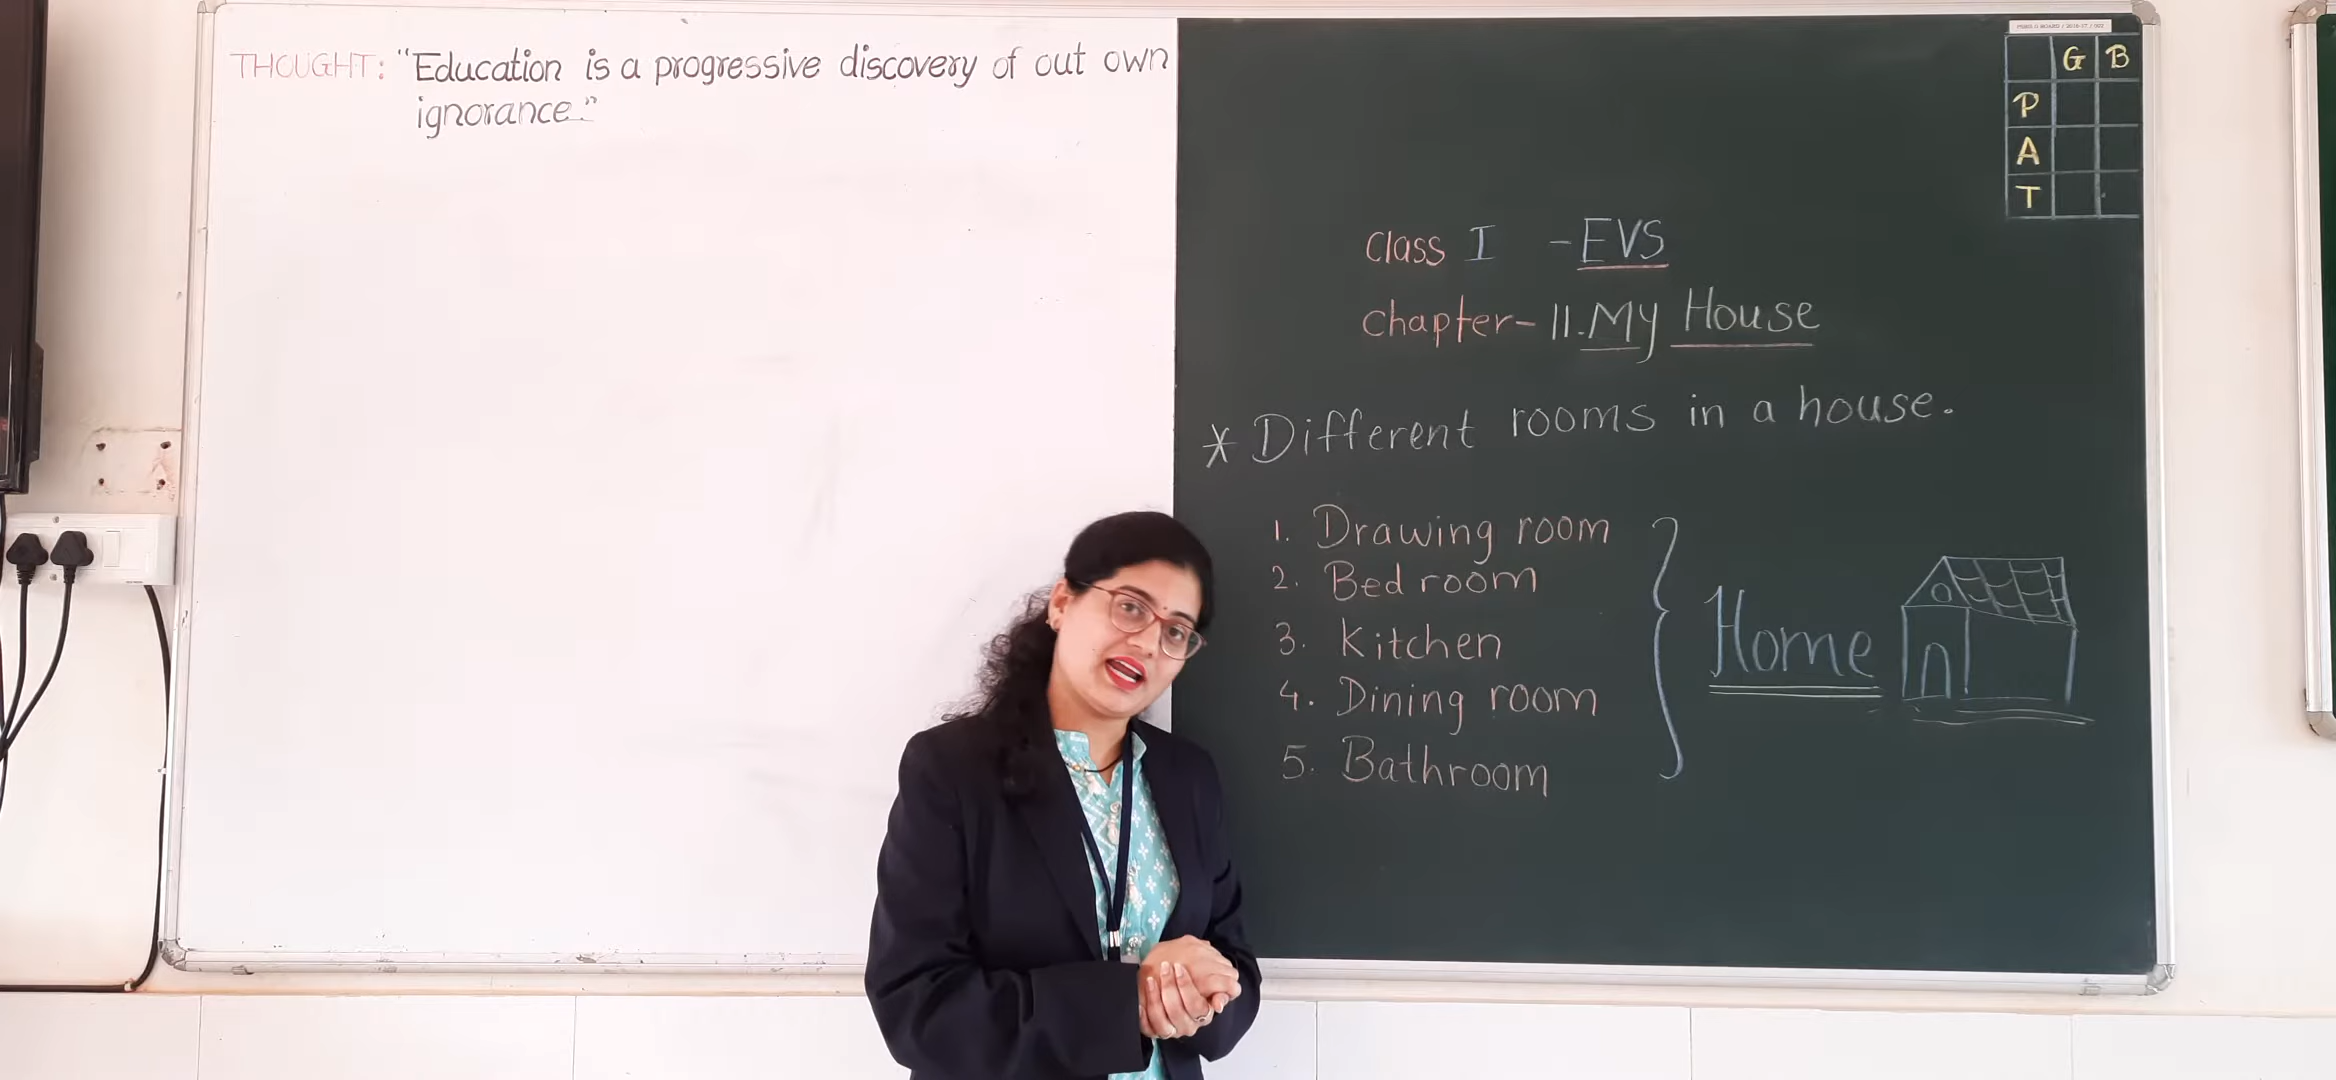 THOUGHT: "Education is a progressive discovery of out own
ignorance."
G B
P
A
T
Class I - EVS
Chapter- 11. My House
* Different rooms in a house.
1. Drawing room
2. Bed room
3. Kitchen
4. Dining room
5. Bathroom
Home